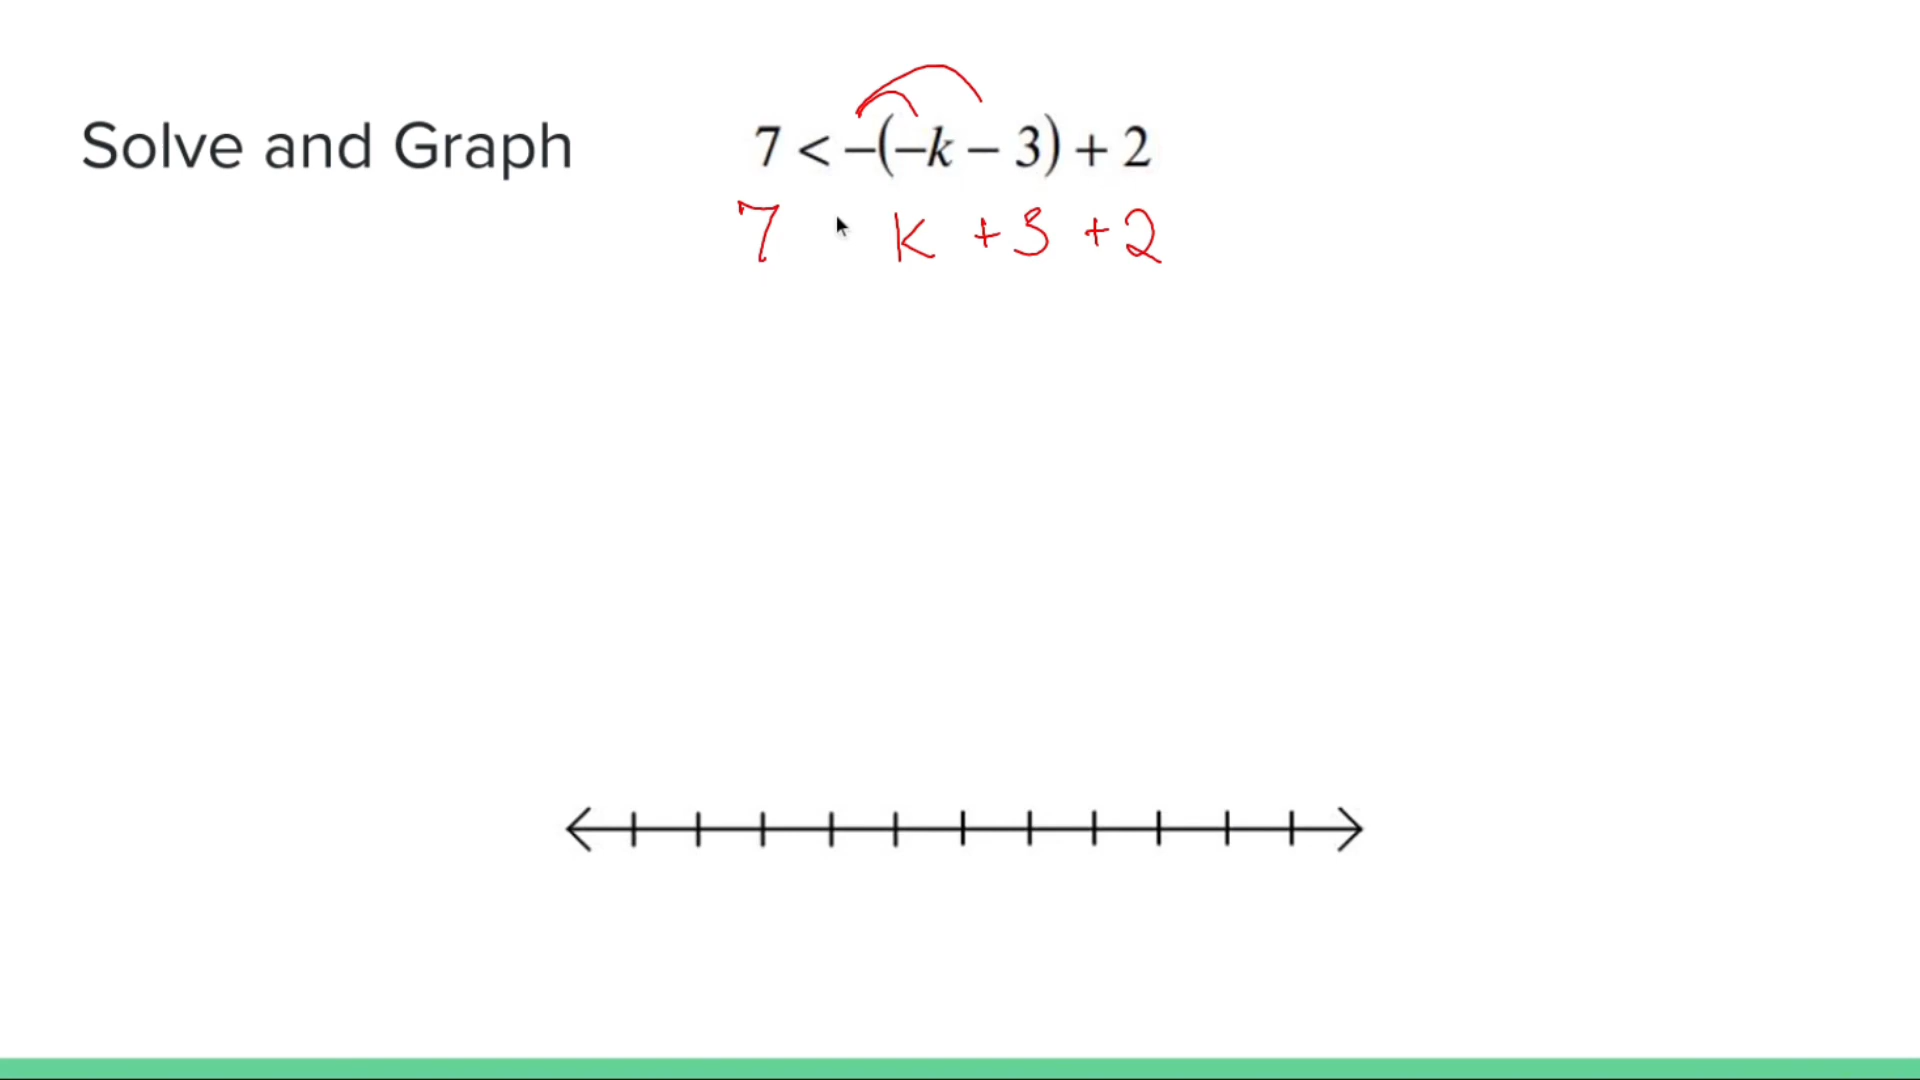 Solve and Graph
7 < −(−k − 3) + 2
7 k +3 +2